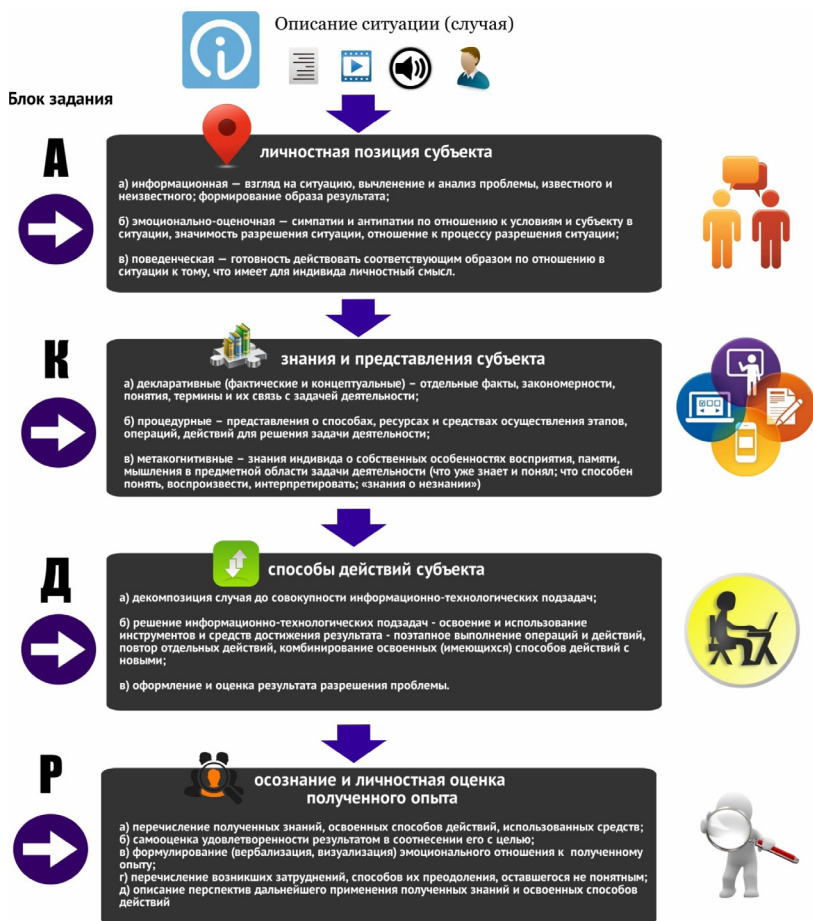 Описание ситуации (случая)
Блок задания
А
личностная позиция субъекта
а) информационная — взгляд на ситуацию, вычленение и анализ проблемы, известного и
неизвестного; формирование образа результата;
б) эмоционально-оценочная — симпатии и антипатии по отношению к условиям и субъекту в
ситуации, значимость разрешения ситуации, отношение к процессу разрешения ситуации;
в) поведенческая — готовность действовать соответствующим образом по отношению в
ситуации к тому, что имеет для индивида личностный смысл.
К
знания и представления субъекта
а) декларативные (фактические и концептуальные) – отдельные факты, закономерности,
понятия, термины и их связь с задачей деятельности;
б) процедурные – представления о способах, ресурсах и средствах осуществления этапов,
операций, действий для решения задачи деятельности;
в) метакогнитивные – знания индивида о собственных особенностях восприятия, памяти,
мышления в предметной области задачи деятельности (что уже знает и понял; что способен
понять, воспроизвести, интерпретировать; «знания о незнании»)
Д
способы действий субъекта
а) декомпозиция случая до совокупности информационно-технологических подзадач;
б) решение информационно-технологических подзадач - освоение и использование
инструментов и средств достижения результата - поэтапное выполнение операций и действий,
повтор отдельных действий, комбинирование освоенных (имеющихся) способов действий с
новыми;
в) оформление и оценка результата разрешения проблемы.
Р
осознание и личностная оценка
полученного опыта
а) перечисление полученных знаний, освоенных способов действий, использованных средств;
б) самооценка удовлетворенности результатом в соотнесении его с целью;
в) формулирование (вербализация, визуализация) эмоционального отношения к полученному
опыту;
г) перечисление возникших затруднений, способов их преодоления, оставшегося не понятным;
д) описание перспектив дальнейшего применения полученных знаний и освоенных способов
действий